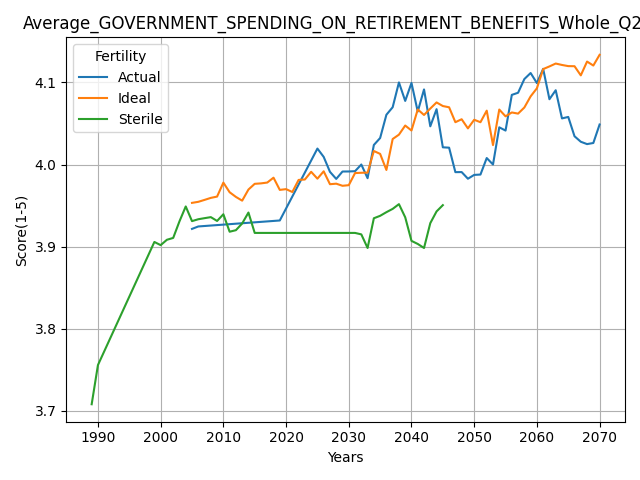 Average_GOVERNMENT_SPENDING_ON_RETIREMENT_BENEFITS_Whole_Q2
Fertility
Actual
Ideal
Sterile
4.1
4.0
3.9
3.8
3.7
Score(1-5)
1990 2000 2010 2020 2030 2040 2050 2060 2070
Years